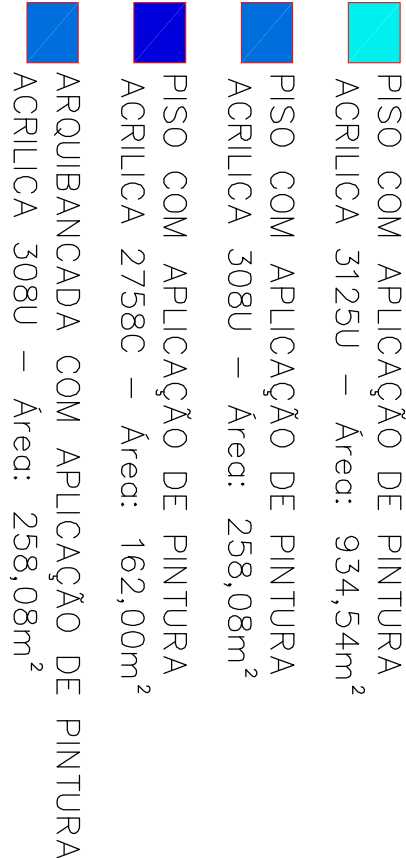 PISO COM APLICAÇÃO DE PINTURA
ACRILICA 3125U – Área: 934,54m²
PISO COM APLICAÇÃO DE PINTURA
ACRILICA 308U – Área: 258,08m²
PISO COM APLICAÇÃO DE PINTURA
ACRILICA 2758C – Área: 162,00m²
ARQUIBANCADA COM APLICAÇÃO DE PINTURA
ACRILICA 308U – Área: 258,08m²